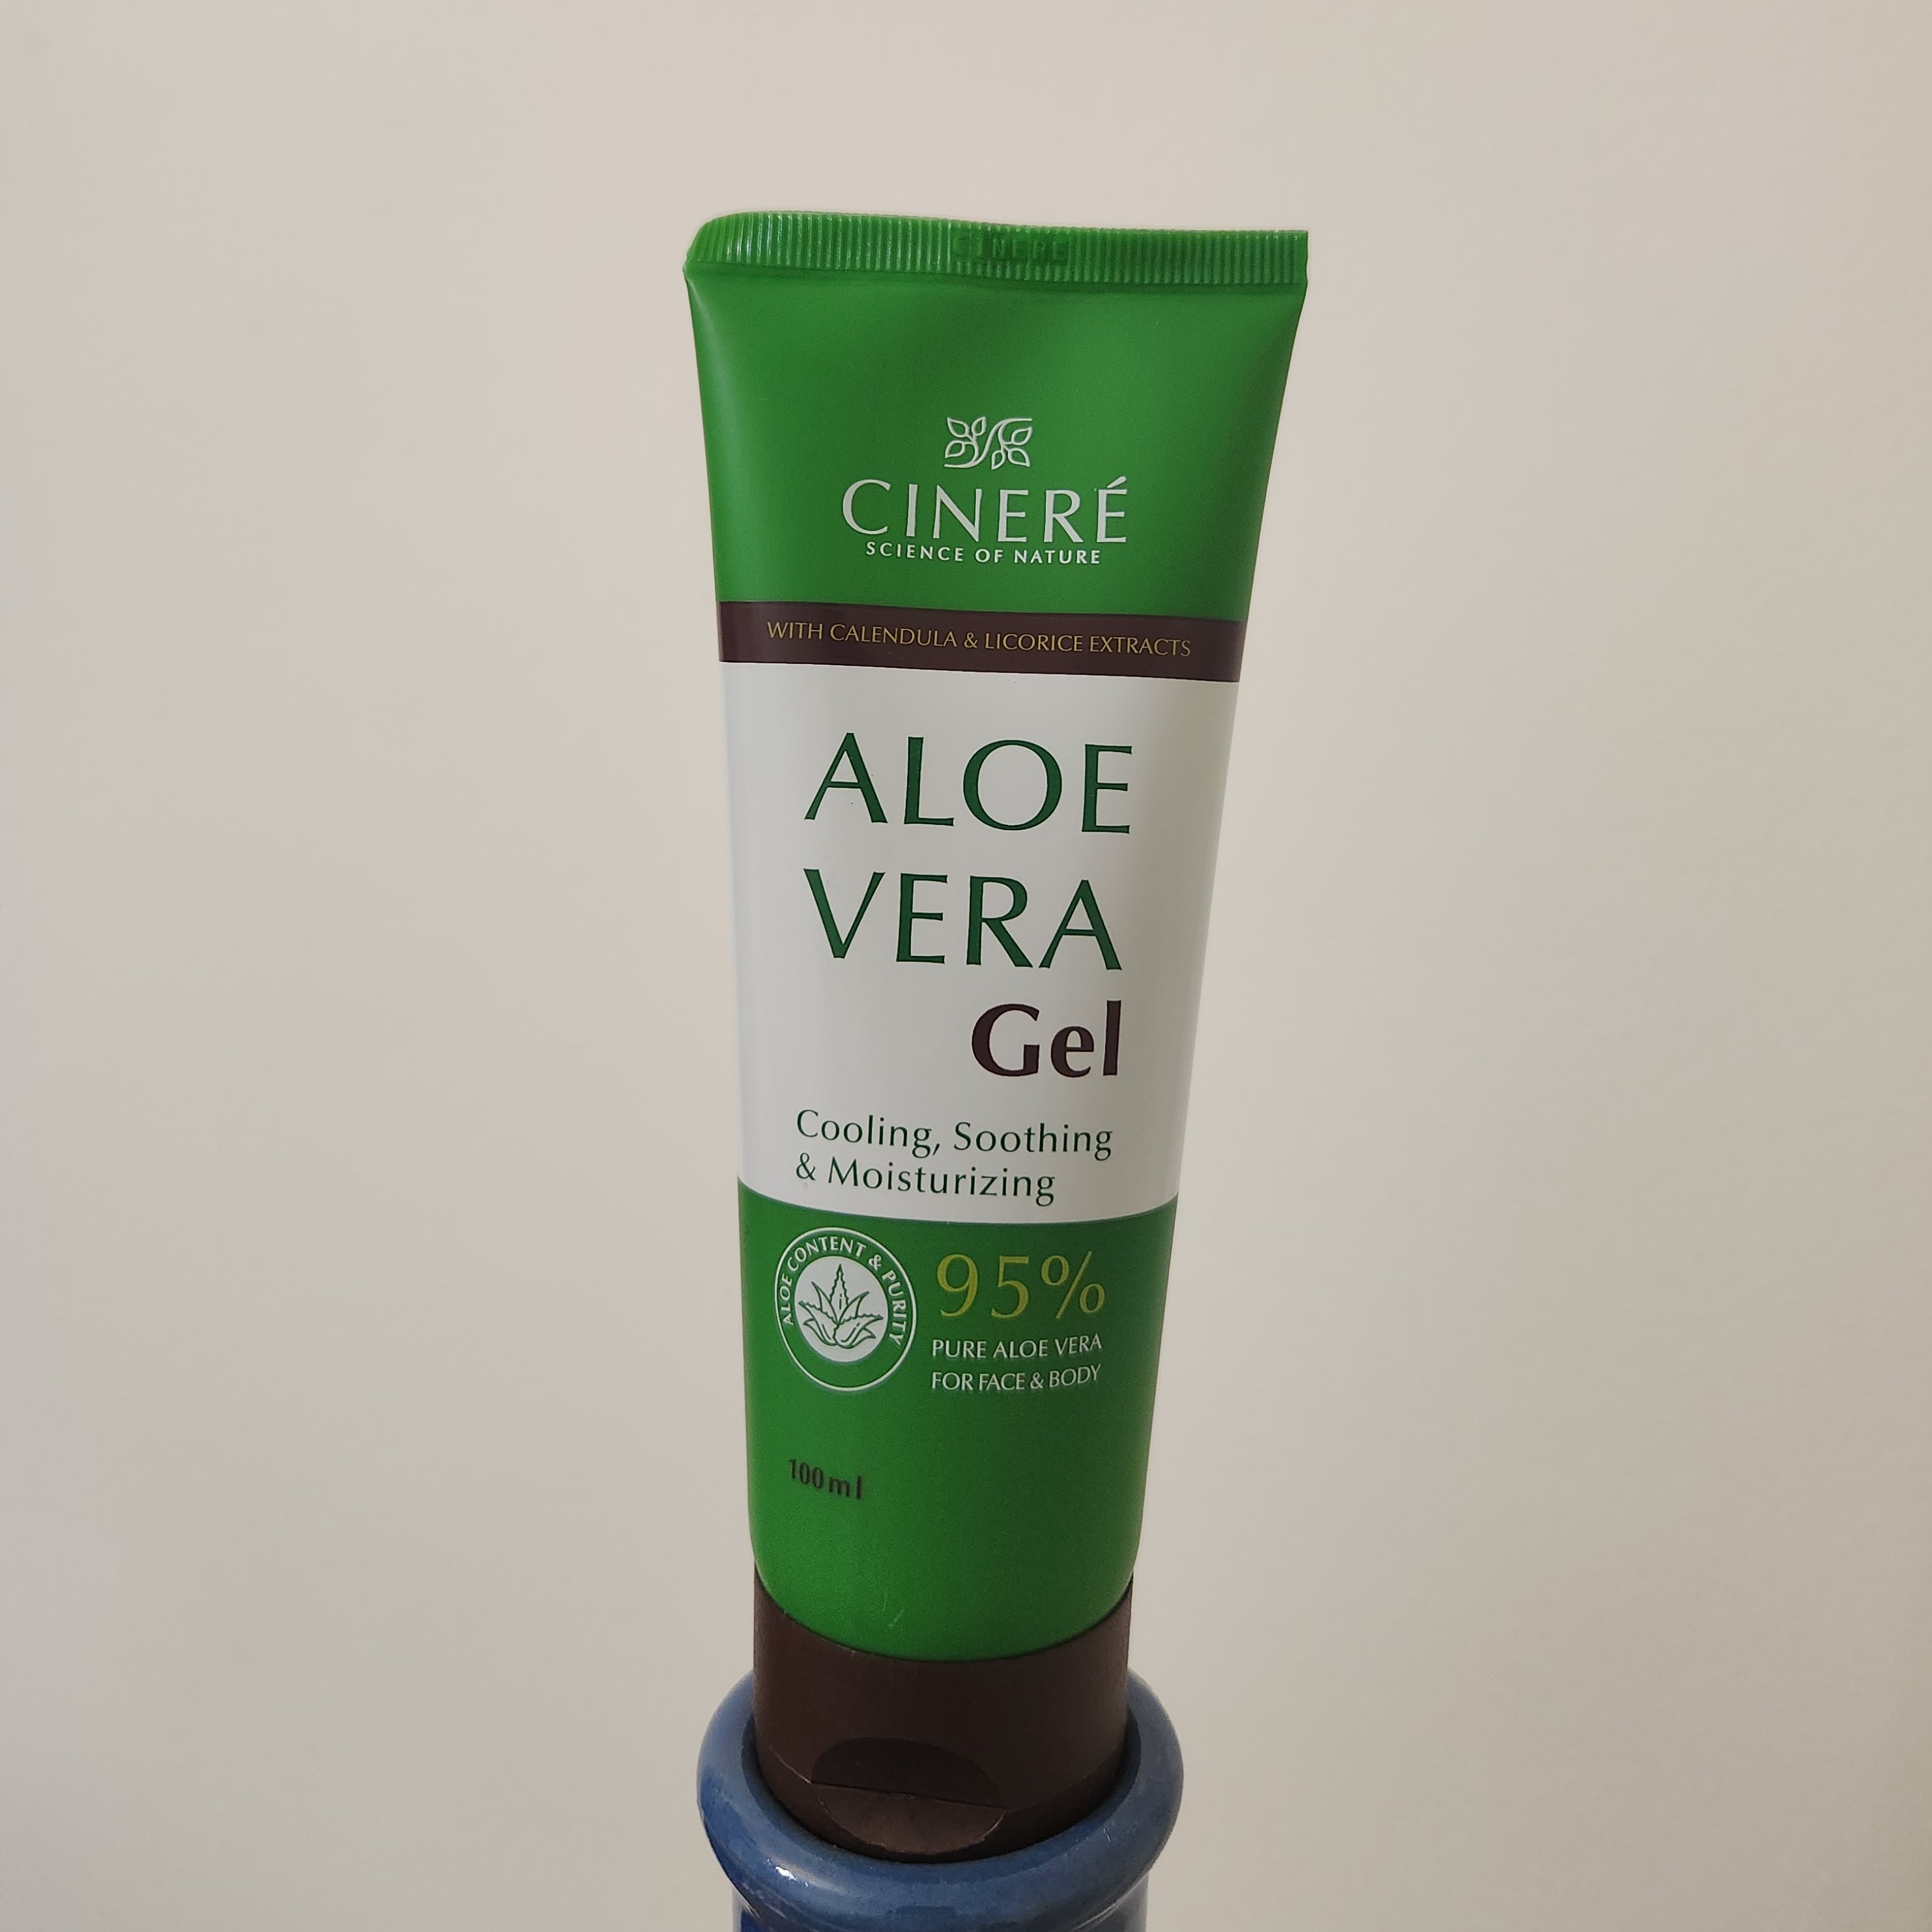 CINERE
CINERÉ
SCIENCE OF NATURE
WITH CALENDULA & LICORICE EXTRACTS
ALOE
VERA
Gel
Cooling, Soothing
& Moisturizing
ALOE CONTENT & PURITY
95%
PURE ALOE VERA
FOR FACE & BODY
100ml